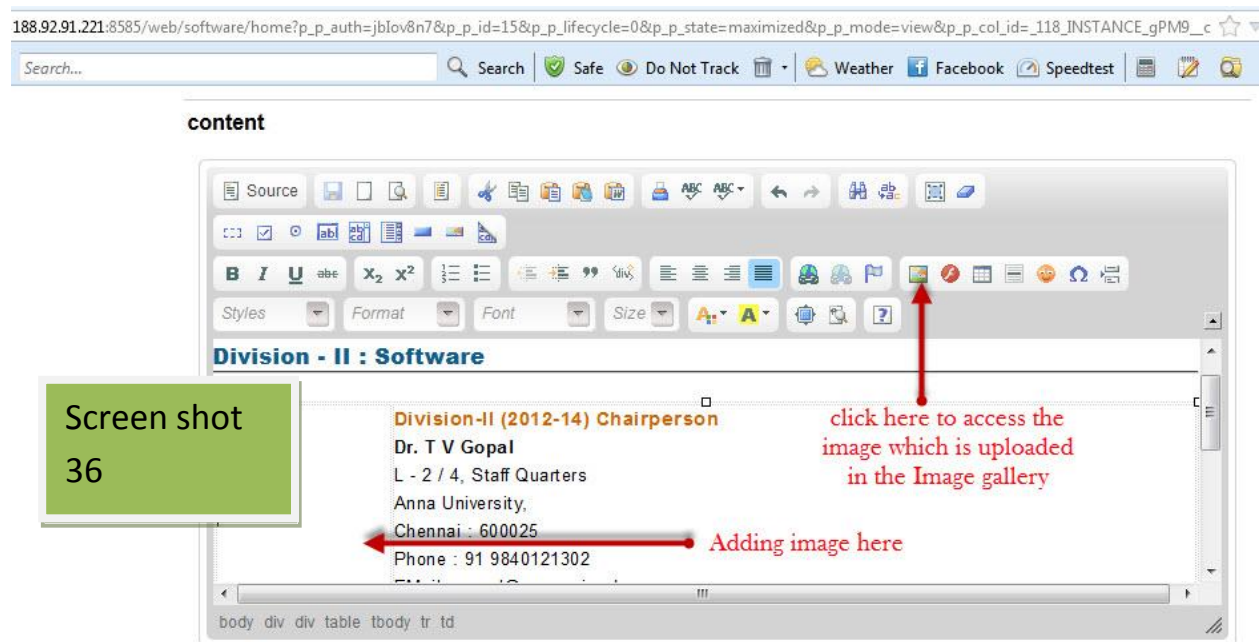 188.92.91.221:8585/web/software/home?p_p_auth=jbIov8n7&p_p_id=15&p_p_lifecycle=0&p_p_state=maximized&p_p_mode=view&p_p_col_id=_118_INSTANCE_gPM9__c
Search... Search Safe Do Not Track Weather Facebook Speedtest
content
Source ABC ABC
B I U abc X₂ X² Ω
Styles Format Font Size A A ?
Division - II : Software
Division-II (2012-14) Chairperson
Dr. T V Gopal
L - 2 / 4, Staff Quarters
Anna University,
Chennai : 600025
Phone : 91 9840121302
click here to access the
image which is uploaded
in the Image gallery
Adding image here
Screen shot
36
body div div table tbody tr td